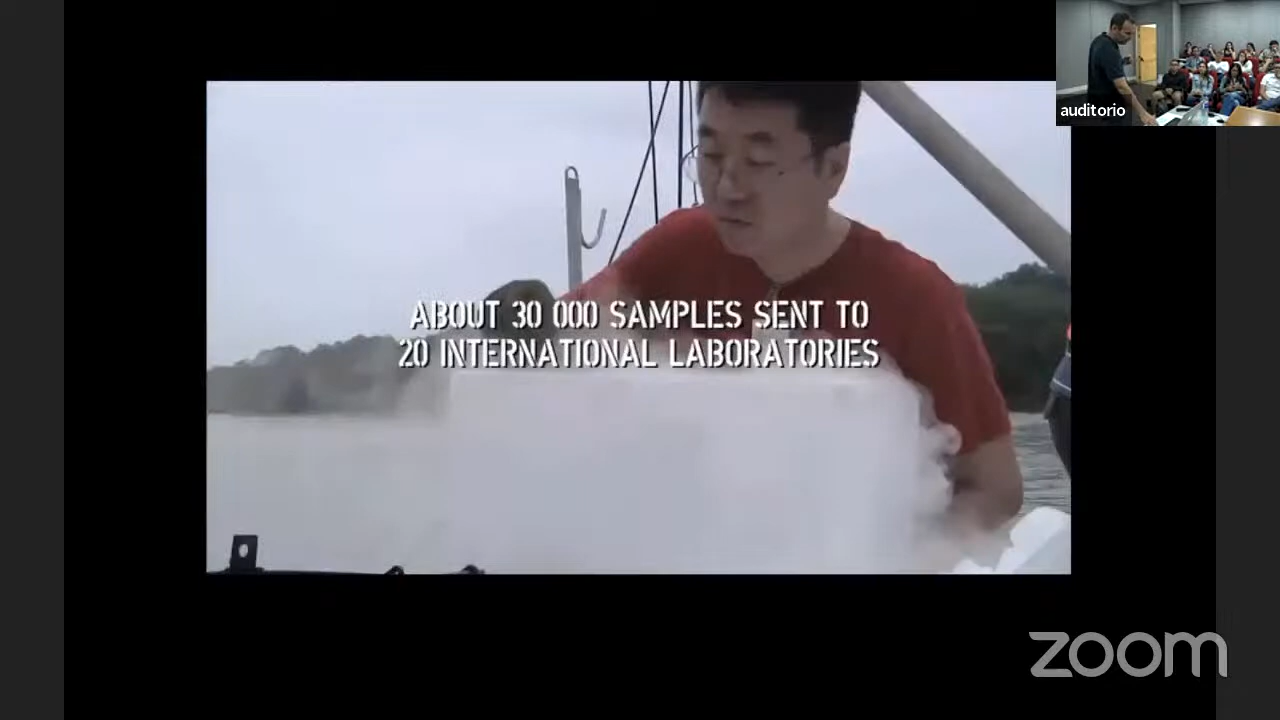 auditorio
ABOUT 30 000 SAMPLES SENT TO
20 INTERNATIONAL LABORATORIES
zoom